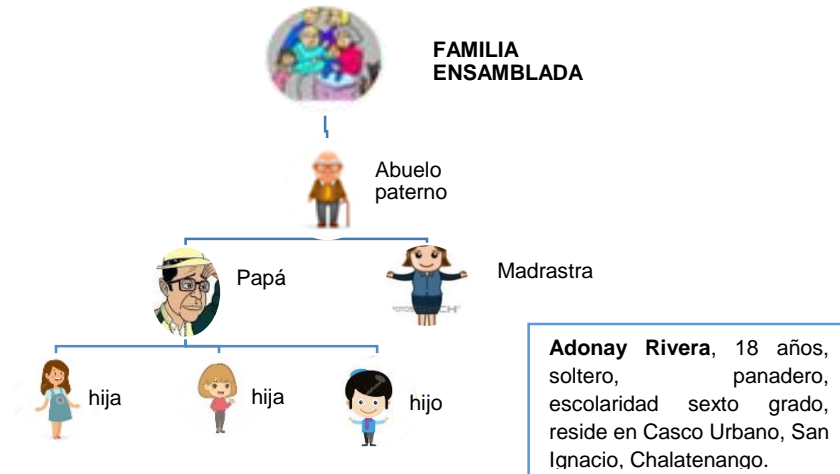 FAMILIA
ENSAMBLADA
Abuelo
paterno
Papá
Madrastra
hija
hija
hijo
Adonay Rivera, 18 años,
soltero, panadero,
escolaridad sexto grado,
reside en Casco Urbano, San
Ignacio, Chalatenango.